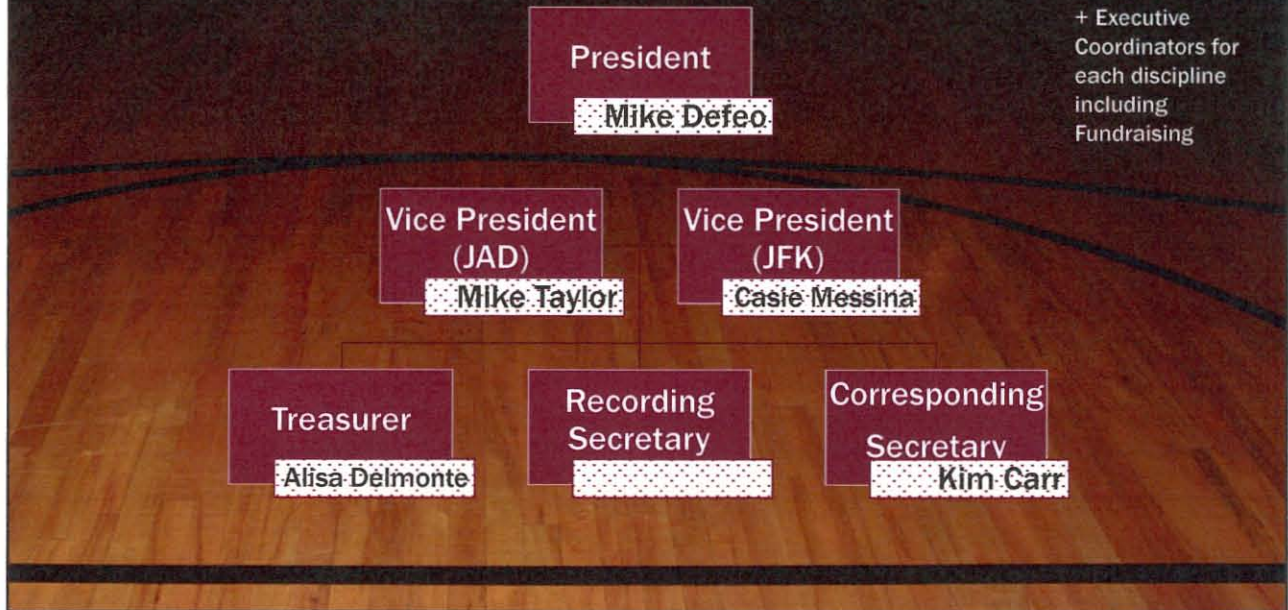 President
Mike Defeo
+ Executive
Coordinators for
each discipline
including
Fundraising
Vice President
(JAD)
Mike Taylor
Vice President
(JFK)
Casie Messina
Treasurer
Alisa Delmonte
Recording
Secretary
Corresponding
Secretary
Kim Carr